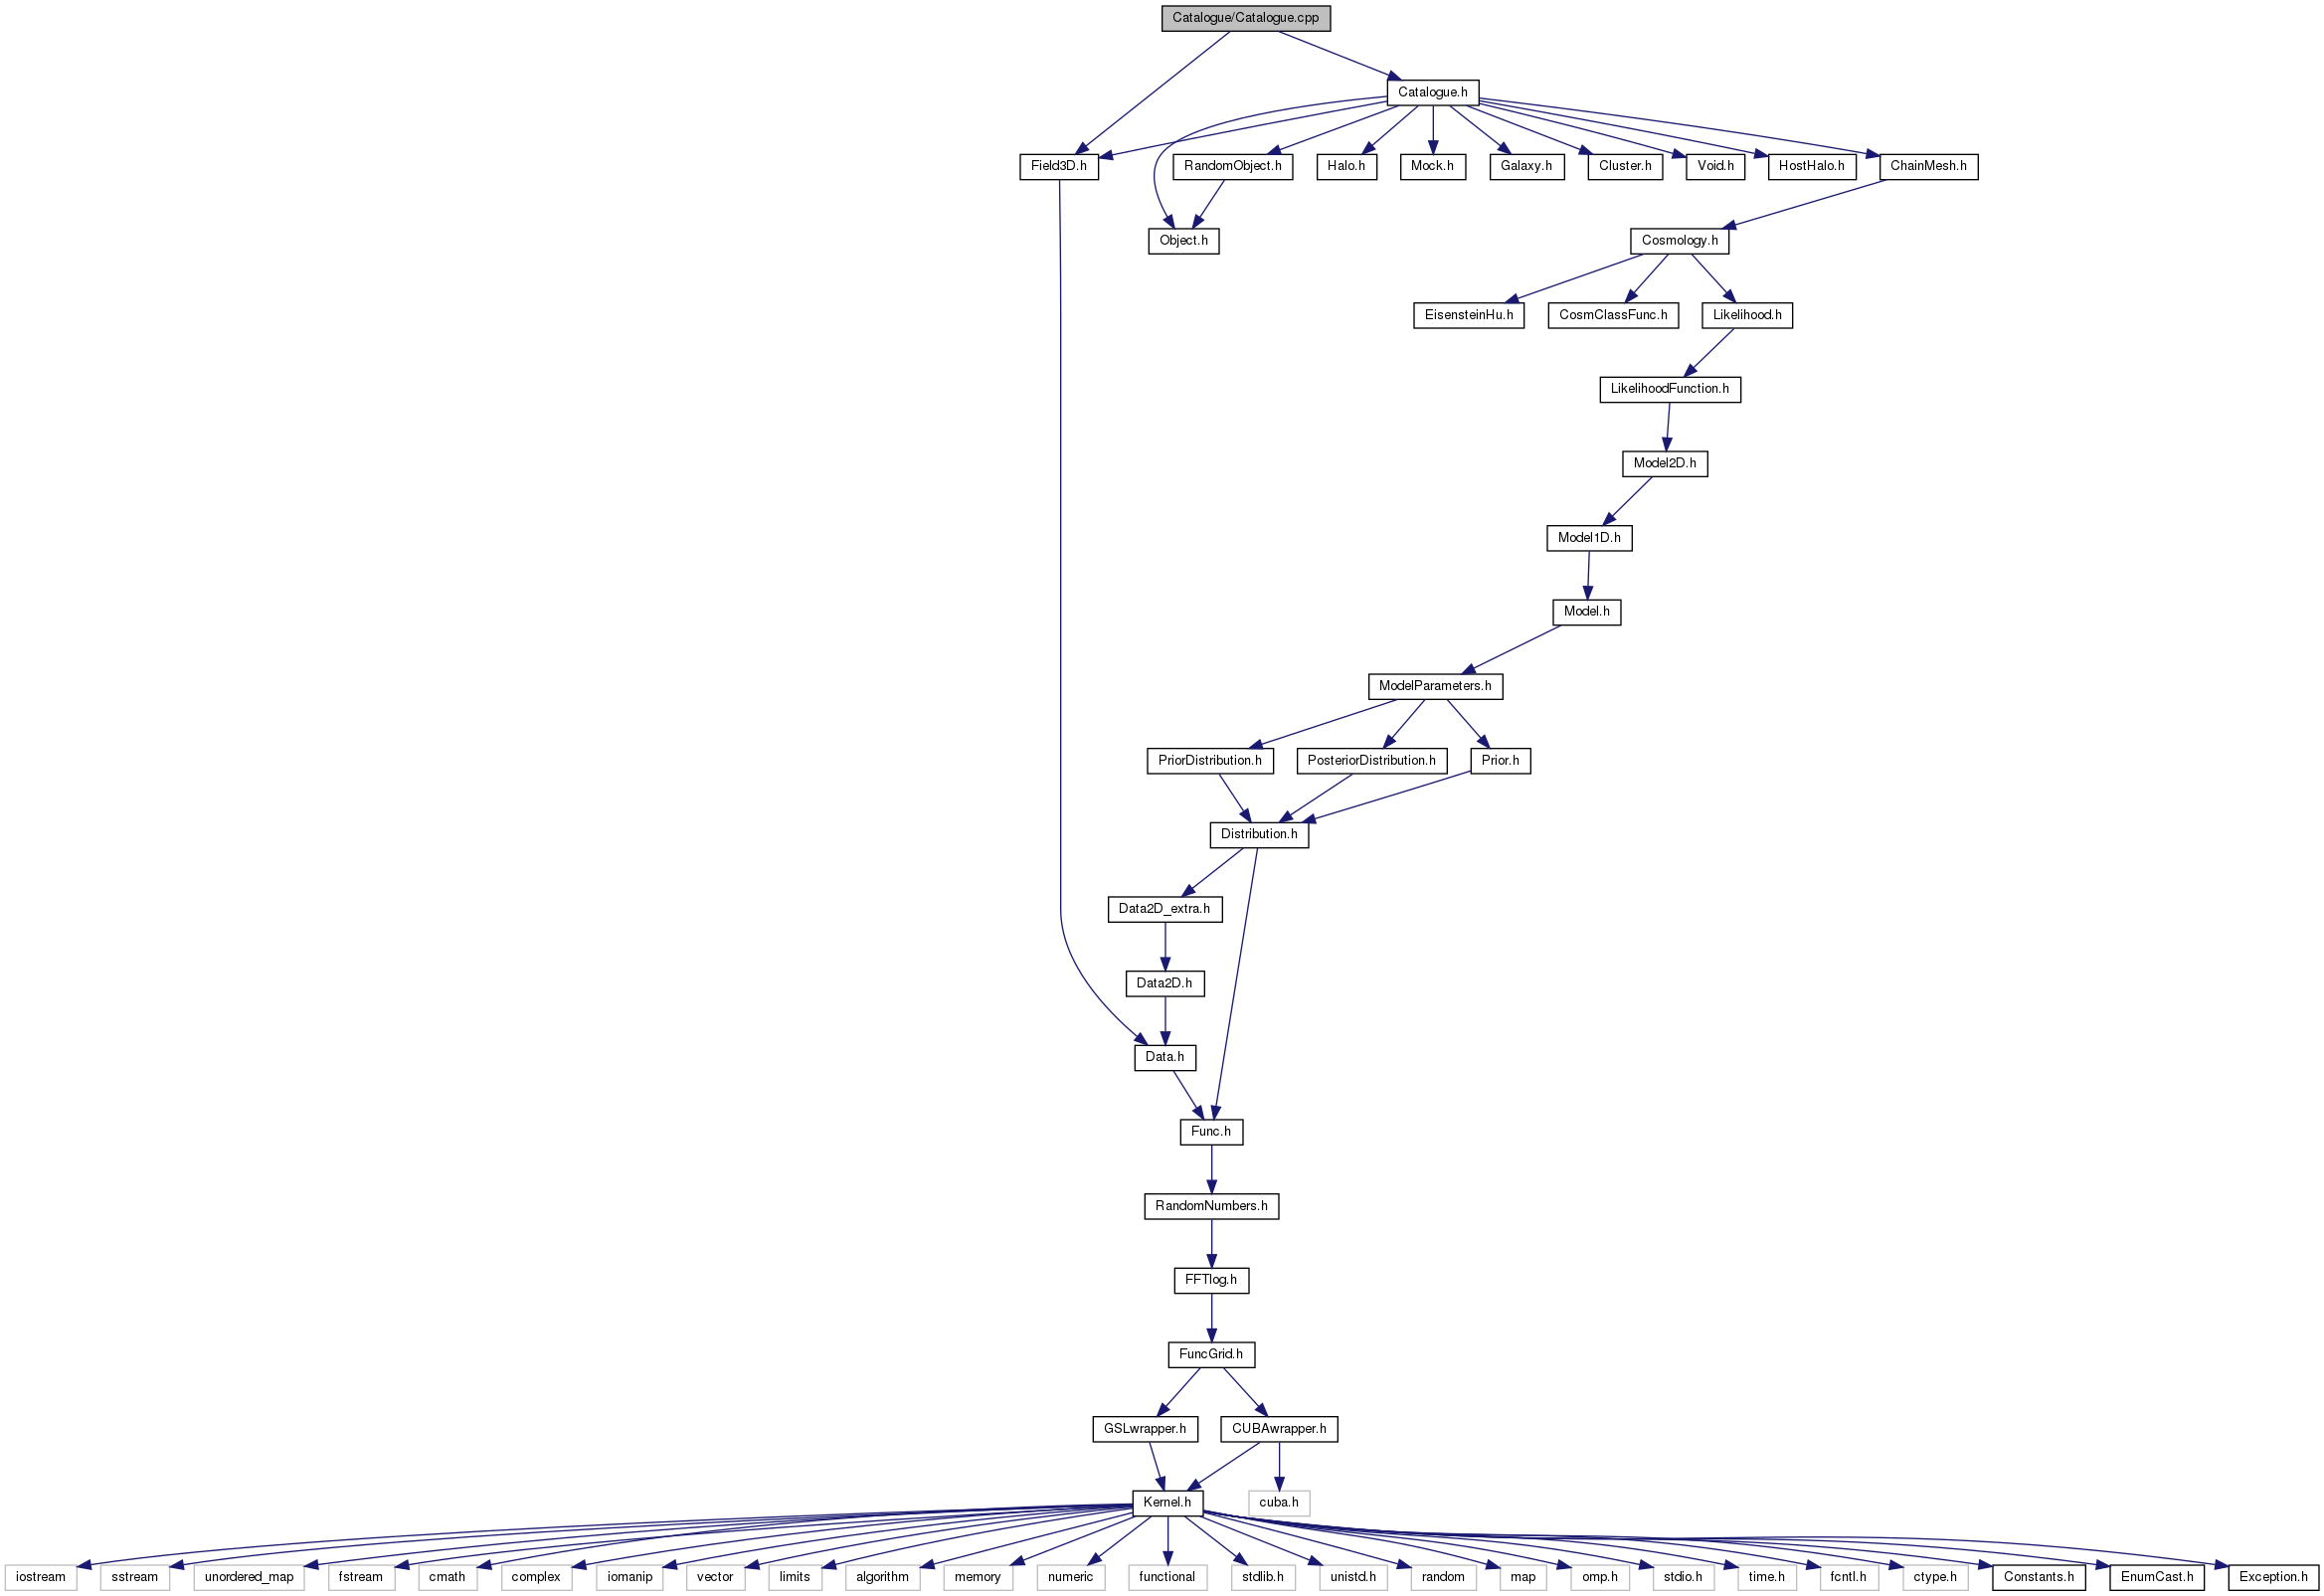 Catalogue/Catalogue.cpp
Catalogue.h
Field3D.h
RandomObject.h
Halo.h
Mock.h
Galaxy.h
Cluster.h
Void.h
HostHalo.h
ChainMesh.h
Object.h
Cosmology.h
EisensteinHu.h
CosmClassFunc.h
Likelihood.h
LikelihoodFunction.h
Model2D.h
Model1D.h
Model.h
ModelParameters.h
PriorDistribution.h
PosteriorDistribution.h
Prior.h
Distribution.h
Data2D_extra.h
Data2D.h
Data.h
Func.h
RandomNumbers.h
FFTlog.h
FuncGrid.h
GSLwrapper.h
CUBAwrapper.h
Kernel.h
cuba.h
iostream
sstream
unordered_map
fstream
cmath
complex
iomanip
vector
limits
algorithm
memory
numeric
functional
stdlib.h
unistd.h
random
map
omp.h
stdio.h
time.h
fcntl.h
ctype.h
Constants.h
EnumCast.h
Exception.h